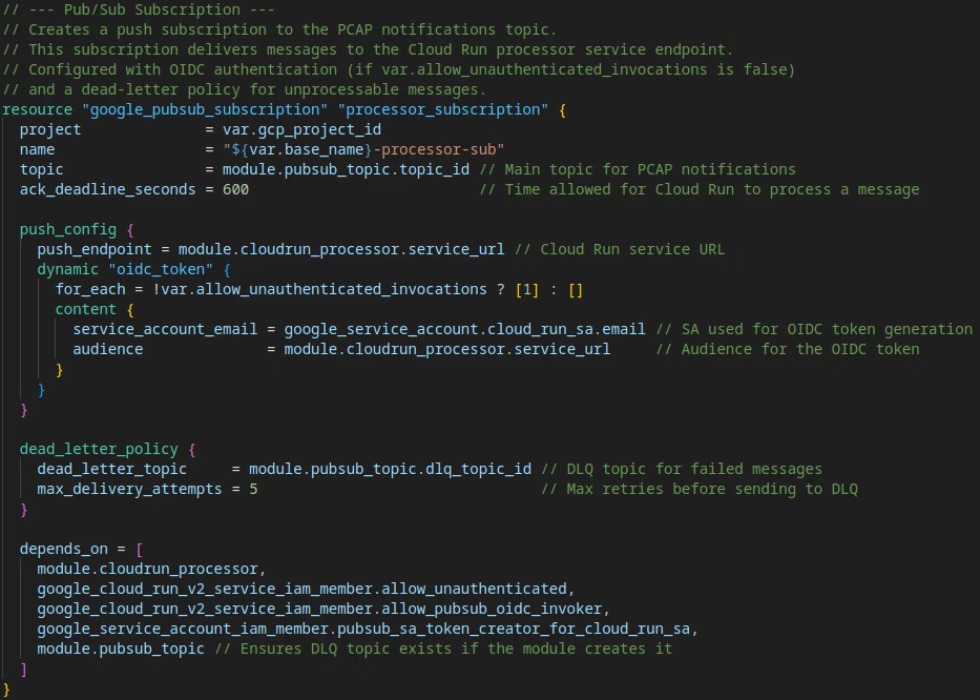 // --- Pub/Sub Subscription ---
// Creates a push subscription to the PCAP notifications topic.
// This subscription delivers messages to the Cloud Run processor service endpoint.
// Configured with OIDC authentication (if var.allow_unauthenticated_invocations is false)
// and a dead-letter policy for unprocessable messages.
resource "google_pubsub_subscription" "processor_subscription" {
  project              = var.gcp_project_id
  name                 = "${var.base_name}-processor-sub"
  topic                = module.pubsub_topic.topic_id // Main topic for PCAP notifications
  ack_deadline_seconds = 600                          // Time allowed for Cloud Run to process a message

  push_config {
    push_endpoint = module.cloudrun_processor.service_url // Cloud Run service URL
    dynamic "oidc_token" {
      for_each = !var.allow_unauthenticated_invocations ? [1] : []
      content {
        service_account_email = google_service_account.cloud_run_sa.email // SA used for OIDC token generation
        audience              = module.cloudrun_processor.service_url     // Audience for the OIDC token
      }
    }
  }

  dead_letter_policy {
    dead_letter_topic     = module.pubsub_topic.dlq_topic_id // DLQ topic for failed messages
    max_delivery_attempts = 5                                // Max retries before sending to DLQ
  }

  depends_on = [
    module.cloudrun_processor,
    google_cloud_run_v2_service_iam_member.allow_unauthenticated,
    google_cloud_run_v2_service_iam_member.allow_pubsub_oidc_invoker,
    google_service_account_iam_member.pubsub_sa_token_creator_for_cloud_run_sa,
    module.pubsub_topic // Ensures DLQ topic exists if the module creates it
  ]
}